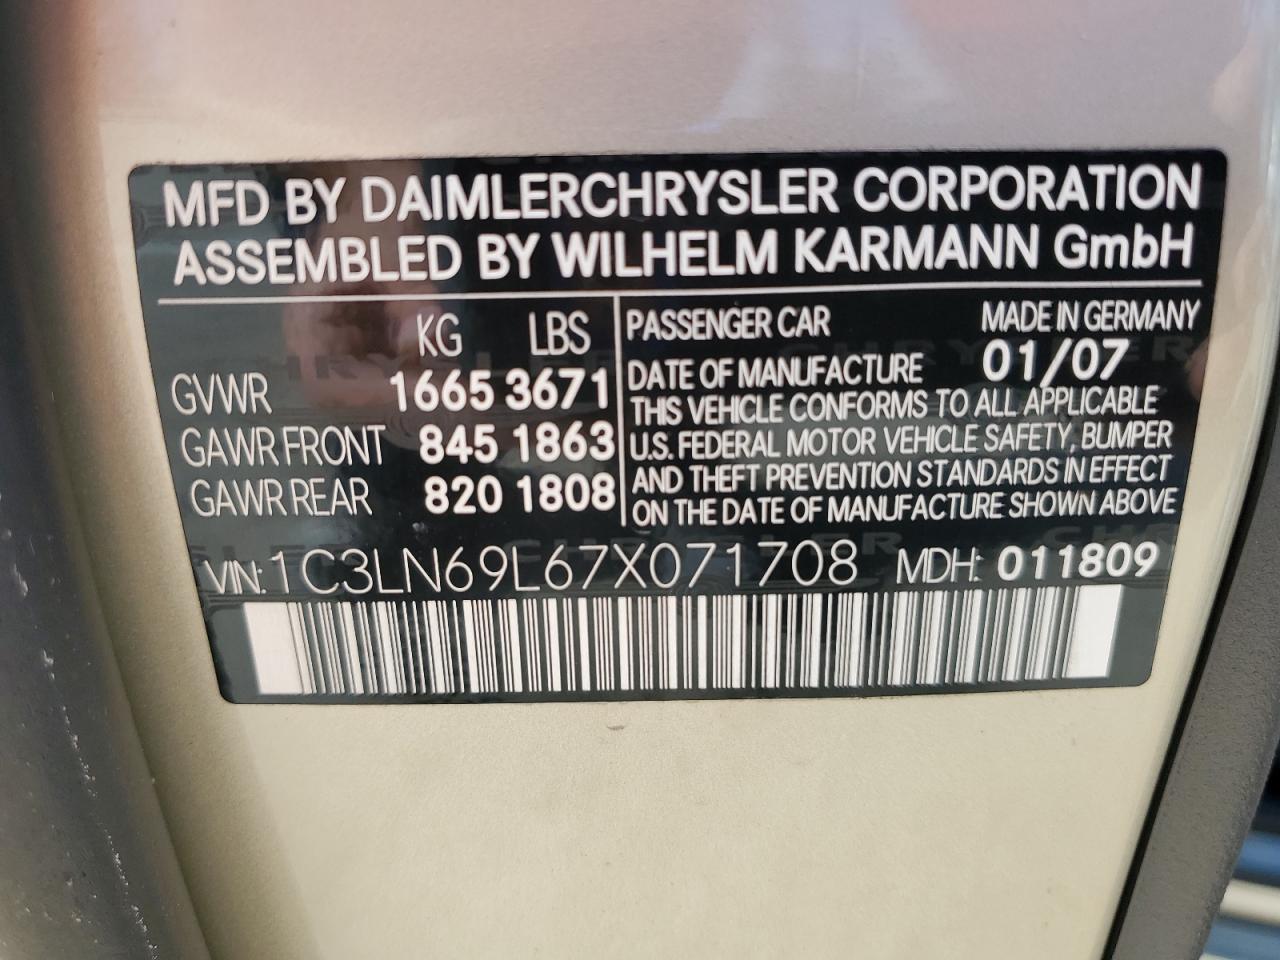 MFD BY DAIMLERCHRYSLER CORPORATION
ASSEMBLED BY WILHELM KARMANN GmbH
KG LBS
GVWR 1665 3671
GAWR FRONT 845 1863
GAWR REAR 820 1808
PASSENGER CAR MADE IN GERMANY
DATE OF MANUFACTURE 01/07
THIS VEHICLE CONFORMS TO ALL APPLICABLE
U.S. FEDERAL MOTOR VEHICLE SAFETY, BUMPER
AND THEFT PREVENTION STANDARDS IN EFFECT
ON THE DATE OF MANUFACTURE SHOWN ABOVE
VIN: 1C3LN69L67X071708 MDH: 011809